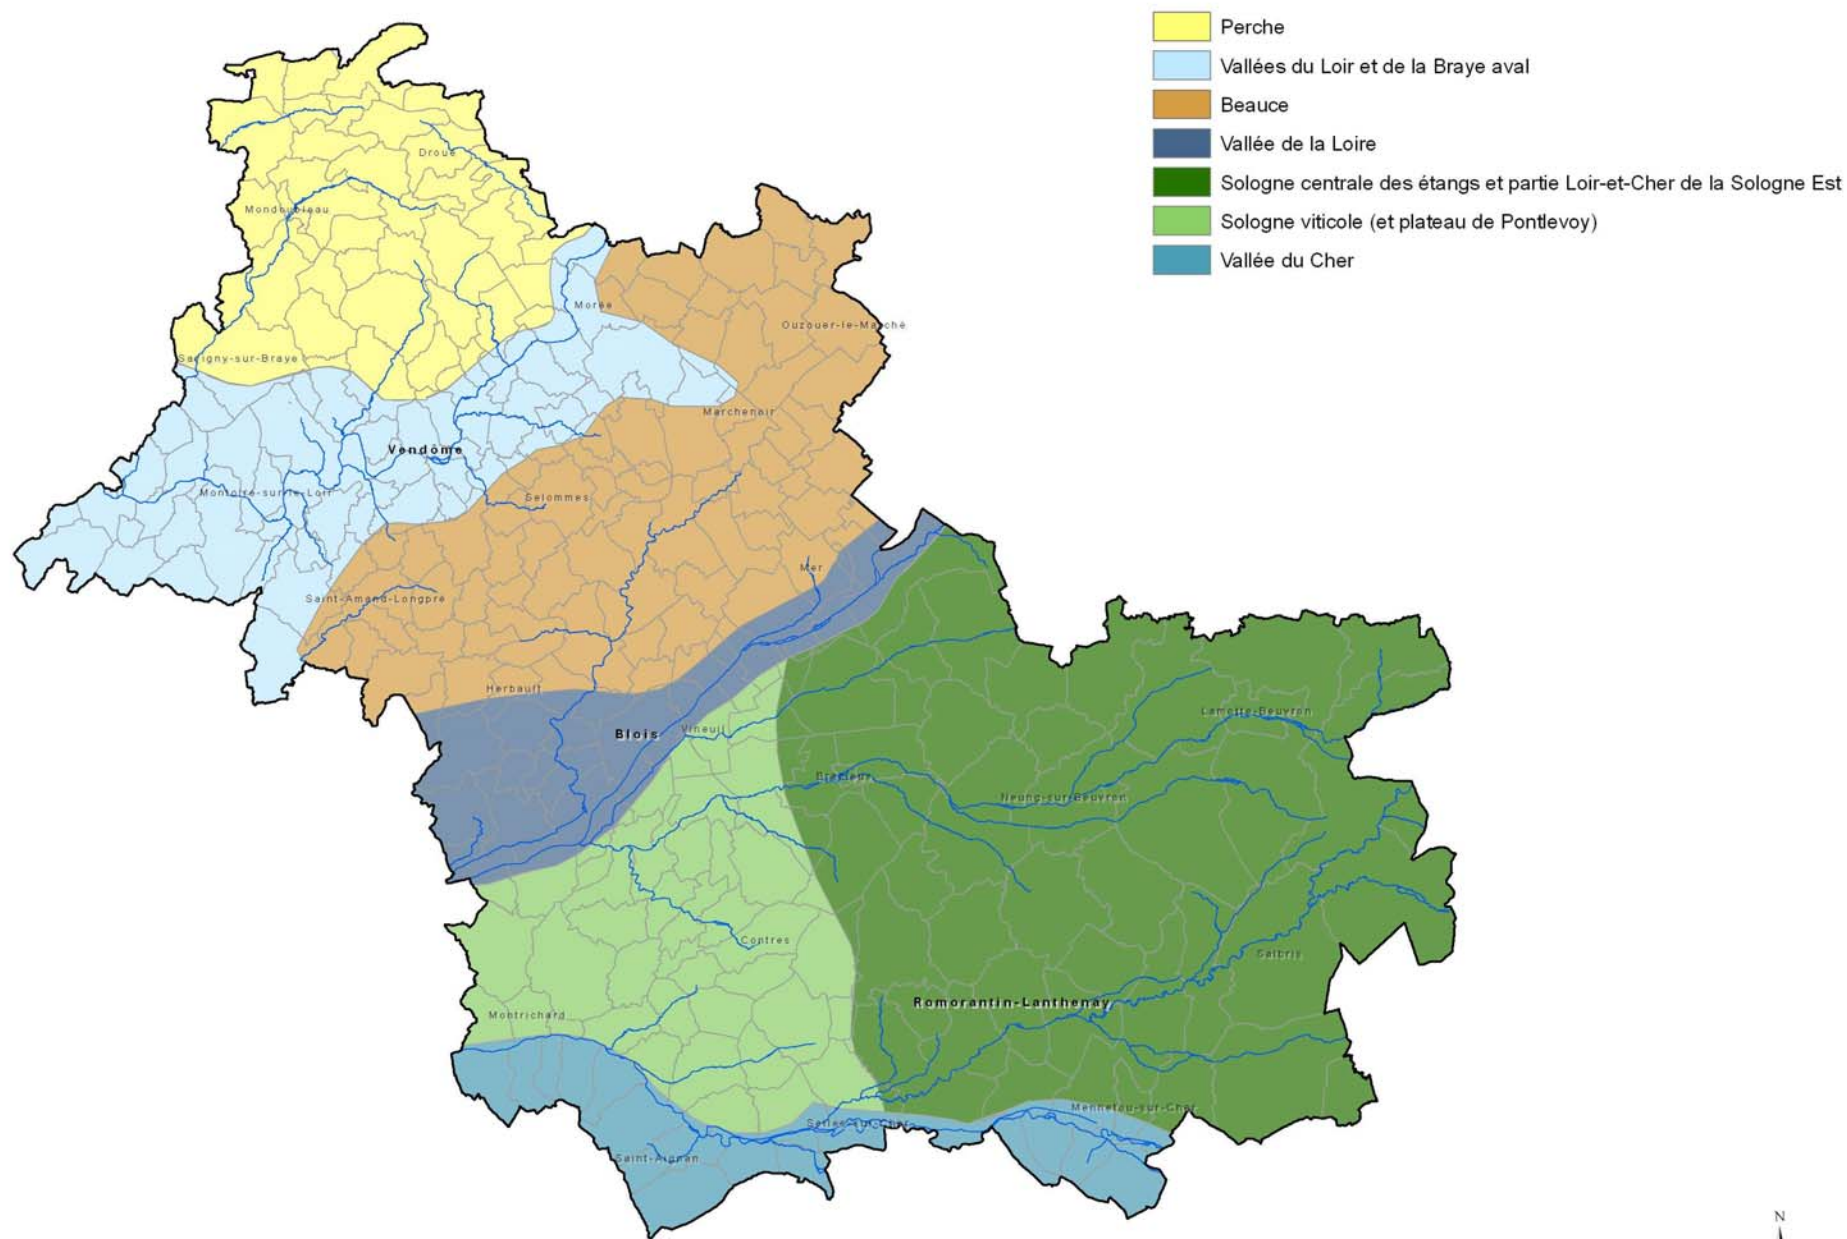 Perche
Vallées du Loir et de la Braye aval
Beauce
Vallée de la Loire
Sologne centrale des étangs et partie Loir-et-Cher de la Sologne Est
Sologne viticole (et plateau de Pontlevoy)
Vallée du Cher
Droué
Mondoubleau
Morée
Ouzouer-le-Marché
Savigny-sur-Braye
Marchenoir
Vendôme
Montoire-sur-le-Loir
Selommes
Mer
Saint-Amand-Longpré
Herbault
Blois
Vineuil
Lamotte-Beuvron
Bracieux
Neung-sur-Beuvron
Contres
Salbris
Romorantin-Lanthenay
Montrichard
Mennetou-sur-Cher
Selles-sur-Cher
Saint-Aignan
N